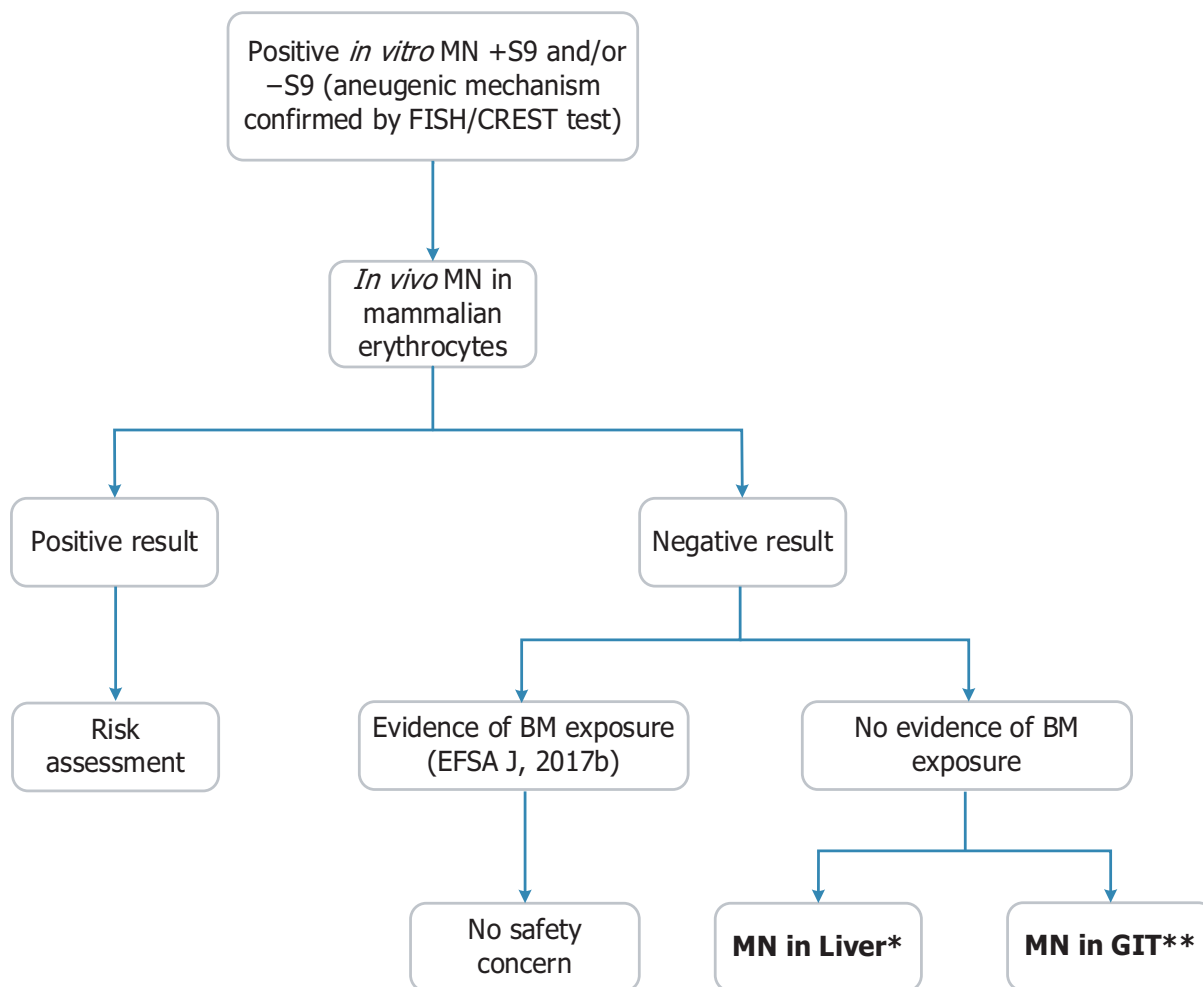 Positive in vitro MN +S9 and/or
−S9 (aneugenic mechanism
confirmed by FISH/CREST test)
In vivo MN in
mammalian
erythrocytes
Positive result
Negative result
Risk
assessment
Evidence of BM exposure
(EFSA J, 2017b)
No evidence of BM
exposure
No safety
concern
MN in Liver*
MN in GIT**